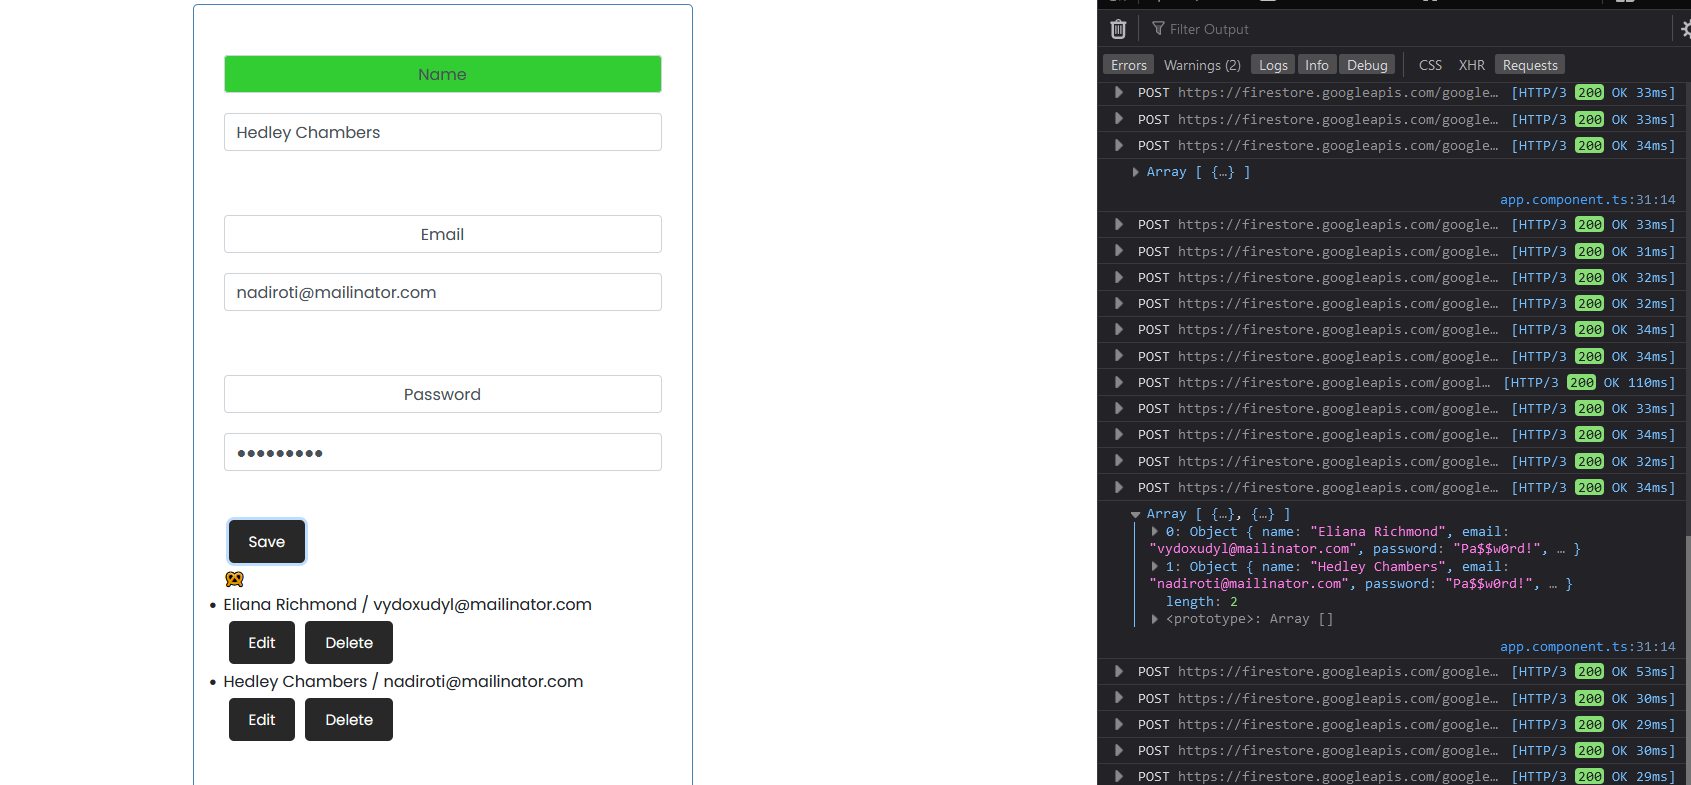 Name
Hedley Chambers
Email
nadiroti@mailinator.com
Password
•••••••••
Save
• Eliana Richmond / vydoxudyl@mailinator.com
Edit Delete
• Hedley Chambers / nadiroti@mailinator.com
Edit Delete
Filter Output
Errors Warnings (2) Logs Info Debug CSS XHR Requests
POST https://firestore.googleapis.com/google… [HTTP/3 200 OK 33ms]
POST https://firestore.googleapis.com/google… [HTTP/3 200 OK 33ms]
POST https://firestore.googleapis.com/google… [HTTP/3 200 OK 34ms]
Array [ {…} ]
app.component.ts:31:14
POST https://firestore.googleapis.com/google… [HTTP/3 200 OK 33ms]
POST https://firestore.googleapis.com/google… [HTTP/3 200 OK 31ms]
POST https://firestore.googleapis.com/google… [HTTP/3 200 OK 32ms]
POST https://firestore.googleapis.com/google… [HTTP/3 200 OK 32ms]
POST https://firestore.googleapis.com/google… [HTTP/3 200 OK 34ms]
POST https://firestore.googleapis.com/google… [HTTP/3 200 OK 34ms]
POST https://firestore.googleapis.com/googl… [HTTP/3 200 OK 110ms]
POST https://firestore.googleapis.com/google… [HTTP/3 200 OK 33ms]
POST https://firestore.googleapis.com/google… [HTTP/3 200 OK 34ms]
POST https://firestore.googleapis.com/google… [HTTP/3 200 OK 32ms]
POST https://firestore.googleapis.com/google… [HTTP/3 200 OK 34ms]
Array [ {…}, {…} ]
0: Object { name: "Eliana Richmond", email:
"vydoxudyl@mailinator.com", password: "Pa$$w0rd!", … }
1: Object { name: "Hedley Chambers", email:
"nadiroti@mailinator.com", password: "Pa$$w0rd!", … }
length: 2
<prototype>: Array []
app.component.ts:31:14
POST https://firestore.googleapis.com/google… [HTTP/3 200 OK 53ms]
POST https://firestore.googleapis.com/google… [HTTP/3 200 OK 30ms]
POST https://firestore.googleapis.com/google… [HTTP/3 200 OK 29ms]
POST https://firestore.googleapis.com/google… [HTTP/3 200 OK 30ms]
POST https://firestore.googleapis.com/google… [HTTP/3 200 OK 29ms]